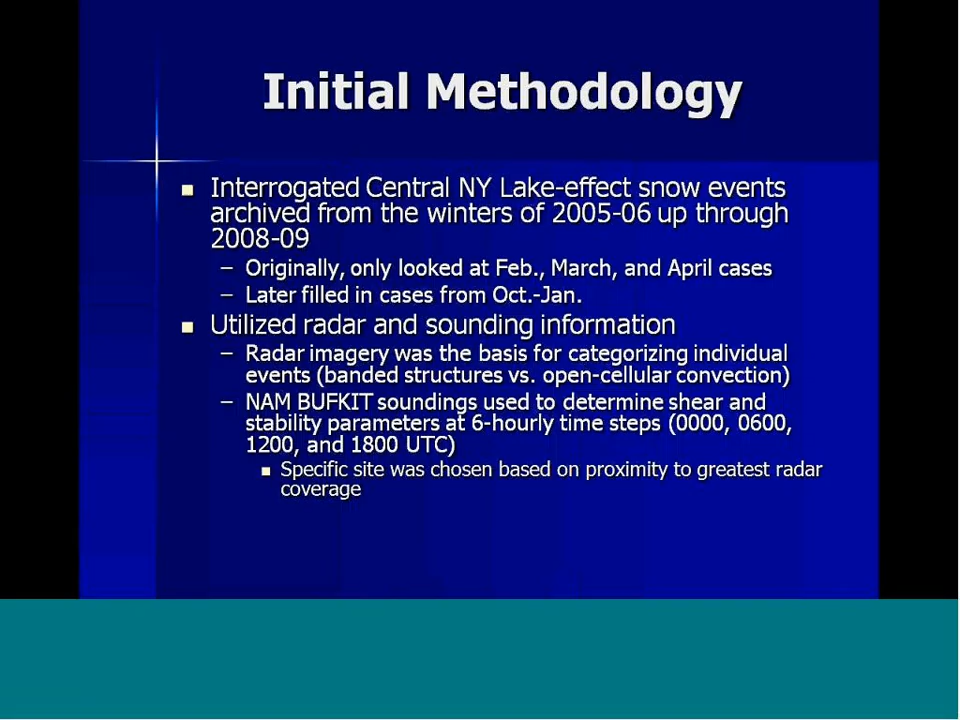 Initial Methodology
Interrogated Central NY Lake-effect snow events
archived from the winters of 2005-06 up through
2008-09
– Originally, only looked at Feb., March, and April cases
– Later filled in cases from Oct.-Jan.
Utilized radar and sounding information
– Radar imagery was the basis for categorizing individual
events (banded structures vs. open-cellular convection)
– NAM BUFKIT soundings used to determine shear and
stability parameters at 6-hourly time steps (0000, 0600,
1200, and 1800 UTC)
Specific site was chosen based on proximity to greatest radar
coverage